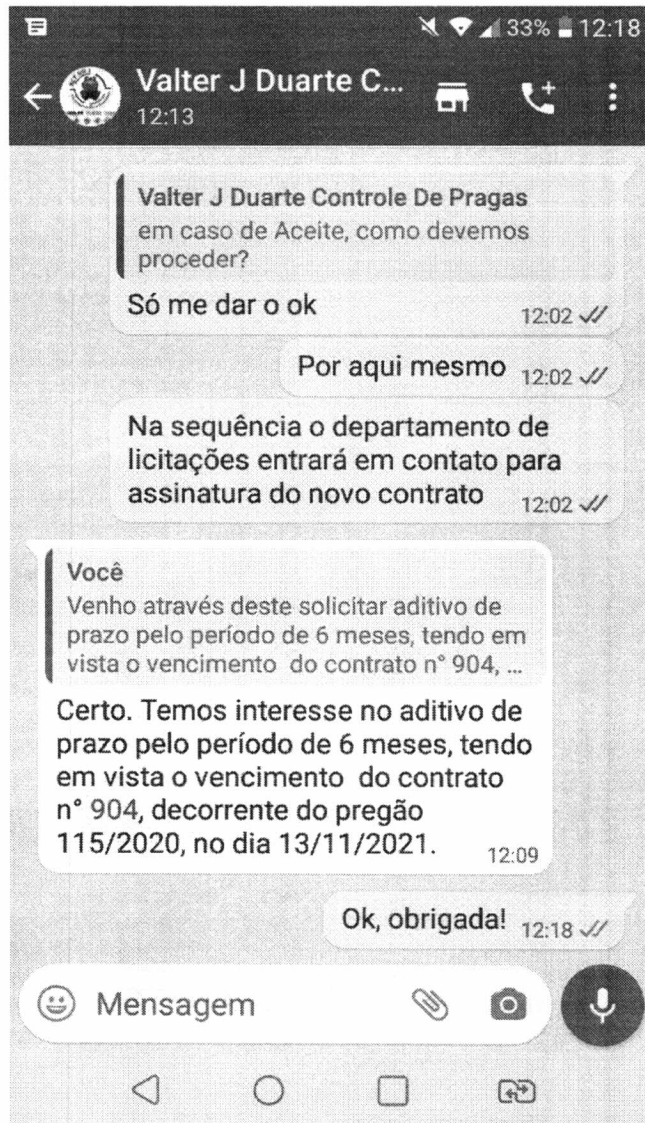 33% 12:18
Valter J Duarte C...
12:13
Valter J Duarte Controle De Pragas
em caso de Aceite, como devemos
proceder?
Só me dar o ok 12:02
Por aqui mesmo 12:02
Na sequência o departamento de
licitações entrará em contato para
assinatura do novo contrato 12:02
Você
Venho através deste solicitar aditivo de
prazo pelo período de 6 meses, tendo em
vista o vencimento do contrato n° 904, ...
Certo. Temos interesse no aditivo de
prazo pelo período de 6 meses, tendo
em vista o vencimento do contrato
n° 904, decorrente do pregão
115/2020, no dia 13/11/2021. 12:09
Ok, obrigada! 12:18
Mensagem